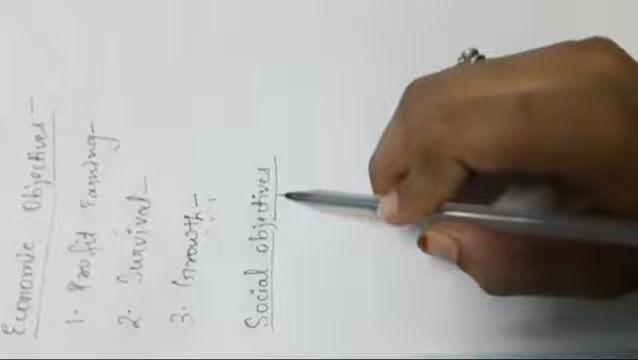 Economic Objectives-
1. Profit Earning-
2. Survival-
3. Growth-
Social objectives